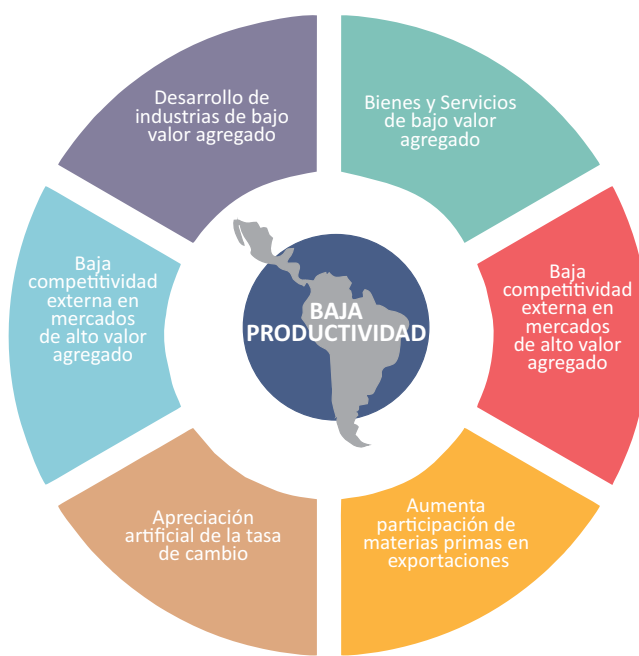 Desarrollo de
industrias de bajo
valor agregado
Bienes y Servicios
de bajo valor
agregado
Baja
competitividad
externa en
mercados
de alto valor
agregado
BAJA
PRODUCTIVIDAD
Baja
competitividad
externa en
mercados
de alto valor
agregado
Apreciación
artificial de la tasa
de cambio
Aumenta
participación de
materias primas en
exportaciones